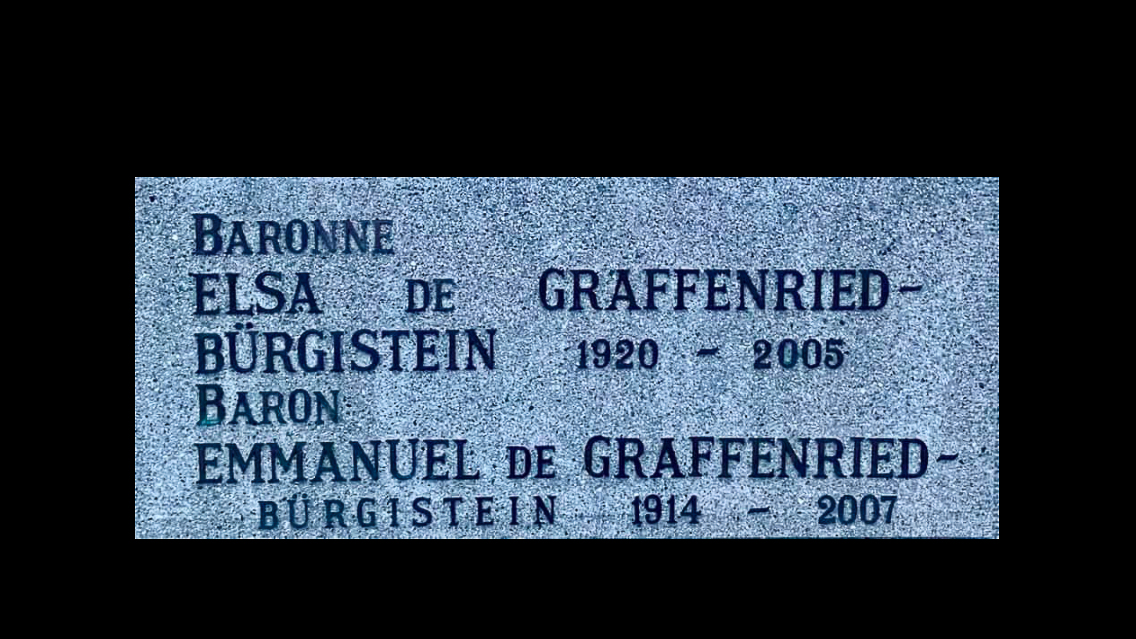 BARONNE
ELSA DE GRAFFENRIED-
BÜRGISTEIN 1920 - 2005
BARON
EMMANUEL DE GRAFFENRIED-
BÜRGISTEIN 1914 - 2007